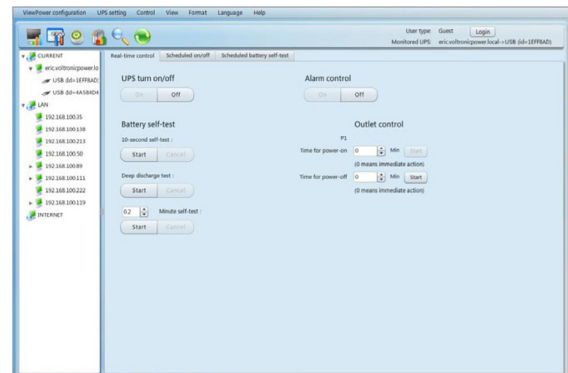 ViewPower configuration UPS setting Control View Format Language Help
User type: Guest Login
Monitored UPS: eric.voltronicpower.local->USB (id=1EFF8AD)
CURRENT
eric.voltronicpower.lo
USB (id=1EFF8AD)
USB (id=4A5B4D4
LAN
192.168.100.35
192.168.100.138
192.168.100.213
192.168.100.50
192.168.100.89
192.168.100.111
192.168.100.222
192.168.100.119
INTERNET
Real-time control Scheduled on/off Scheduled battery self-test
UPS turn on/off
On Off
Alarm control
On Off
Battery self-test
10-second self-test :
Start Cancel
Deep discharge test :
Start Cancel
0.2 Minute self-test :
Start Cancel
Outlet control
P1
Time for power-on 0 Min Start
(0 means immediate action)
Time for power-off 0 Min Start
(0 means immediate action)